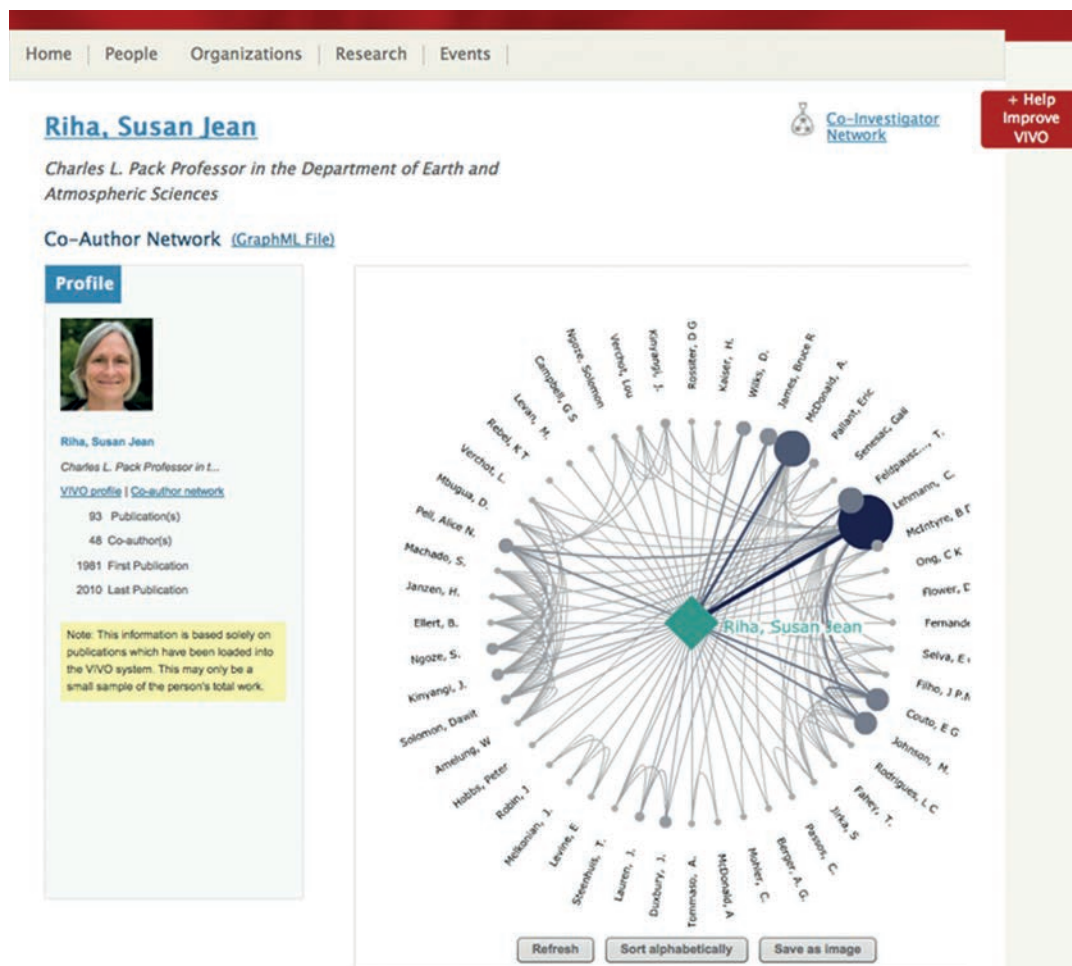 Home
People
Organizations
Research
Events
+ Help
Improve
VIVO
Riha, Susan Jean
Co-Investigator
Network
Charles L. Pack Professor in the Department of Earth and
Atmospheric Sciences
Co-Author Network (GraphML File)
Profile
Riha, Susan Jean
Charles L. Pack Professor in t...
VIVO profile | Co-author network
93 Publication(s)
48 Co-author(s)
1981 First Publication
2010 Last Publication
Note: This information is based solely on
publications which have been loaded into
the VIVO system. This may only be a
small sample of the person's total work.
Rossiter, D G
Kaiser, H.
Wilks, D.
James, Bruce R
McDonald, A.
Pallant, Eric
Senesac, Gail
Feldpausc..., T.
Lehmann, C.
McIntyre, B D
Ong, C K
Flower, D
Fernande
Selva, E
Filho, J P.M
Couto, E G
Johnson, M.
Rodrigues, L C
Fahey, T.
Jirka, S
Passos, C.
Berger, A. G.
Mohler, C.
McDonald, A
Tommaso, A.
Duxbury, J.
Lauren, J.
Steenhuis, T.
Levine, E
Melkonian, J.
Robin, J
Hobbs, Peter
Amelung, W
Solomon, Dawit
Kinyangi, J.
Ngoze, S.
Ellert, B.
Janzen, H.
Machado, S.
Pell, Alice N.
Mbugua, D.
Verchot, L.
Rebel, K T
Levan, M.
Campbell, G S
Ngoze, Solomon
Verchot, Lou
Kinyangi, J.
Riha, Susan Jean
Refresh
Sort alphabetically
Save as image